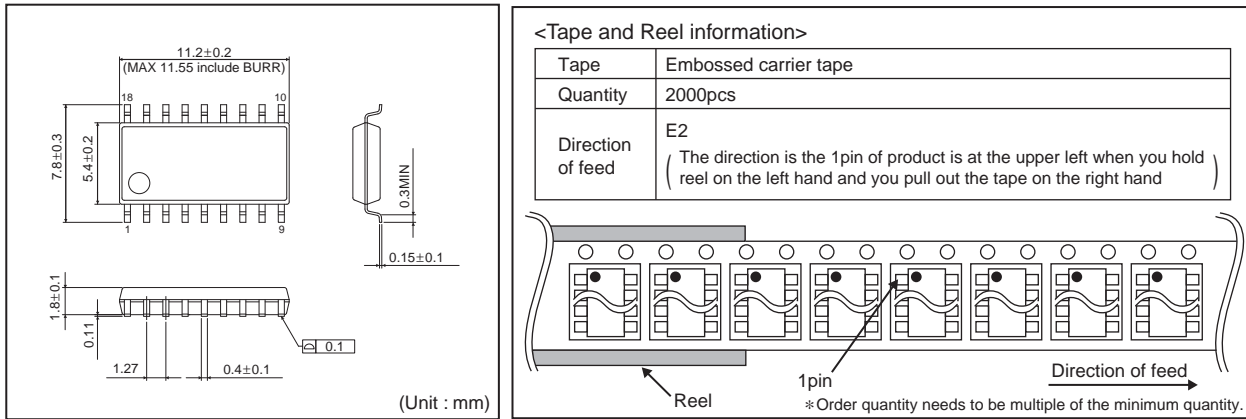 11.2±0.2
(MAX 11.55 include BURR)
18
10
7.8±0.3
5.4±0.2
0.3MIN
1
9
0.15±0.1
1.8±0.1
0.11
0.1
1.27
0.4±0.1
(Unit : mm)
<Tape and Reel information>
Tape
Embossed carrier tape
Quantity
2000pcs
Direction
of feed
E2
( The direction is the 1pin of product is at the upper left when you hold
reel on the left hand and you pull out the tape on the right hand )
Reel
1pin
Direction of feed
*Order quantity needs to be multiple of the minimum quantity.